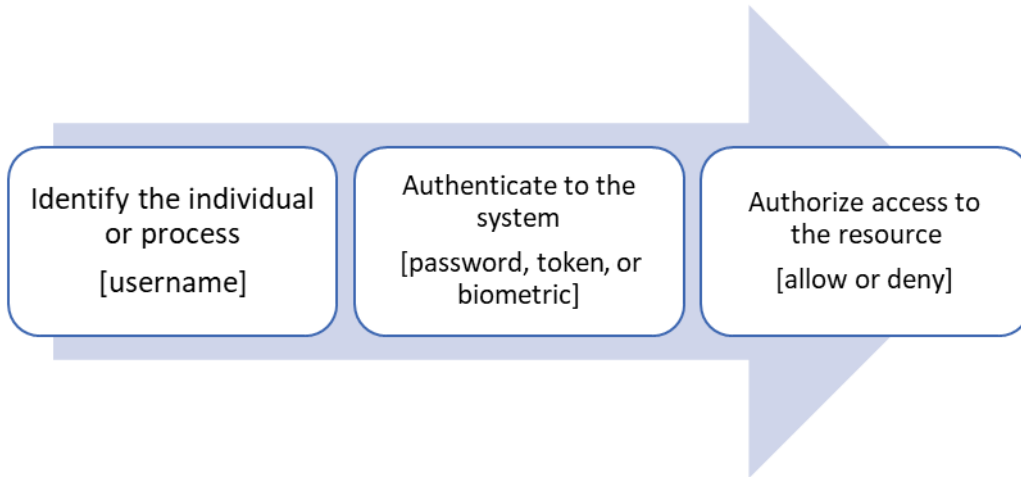 Identify the individual
or process
[username]
Authenticate to the
system
[password, token, or
biometric]
Authorize access to
the resource
[allow or deny]